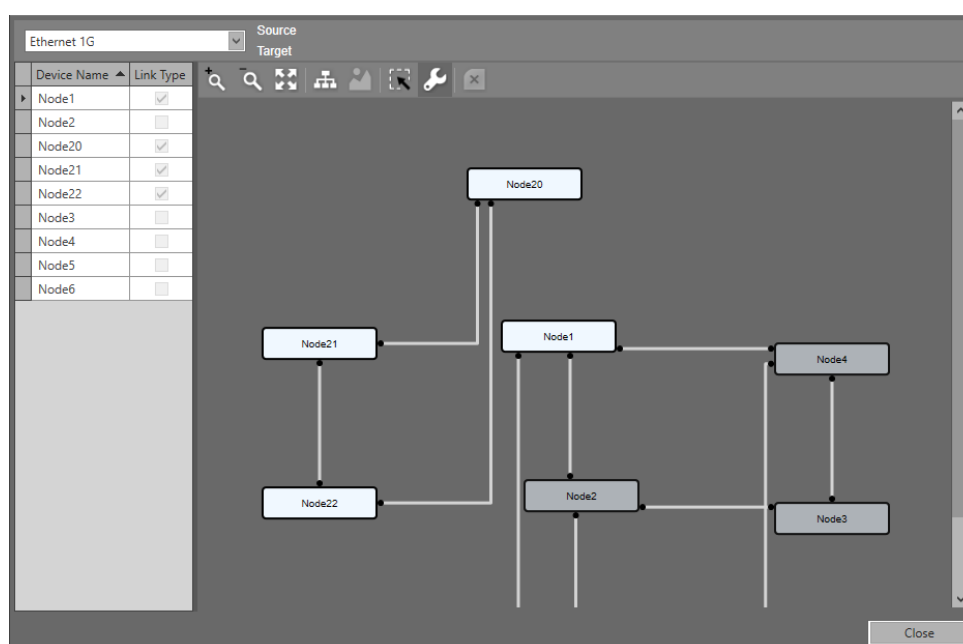 Ethernet 1G
Source
Target
Device Name Link Type
Node1
Node2
Node20
Node21
Node22
Node3
Node4
Node5
Node6
Node20
Node21
Node1
Node4
Node22
Node2
Node3
Close